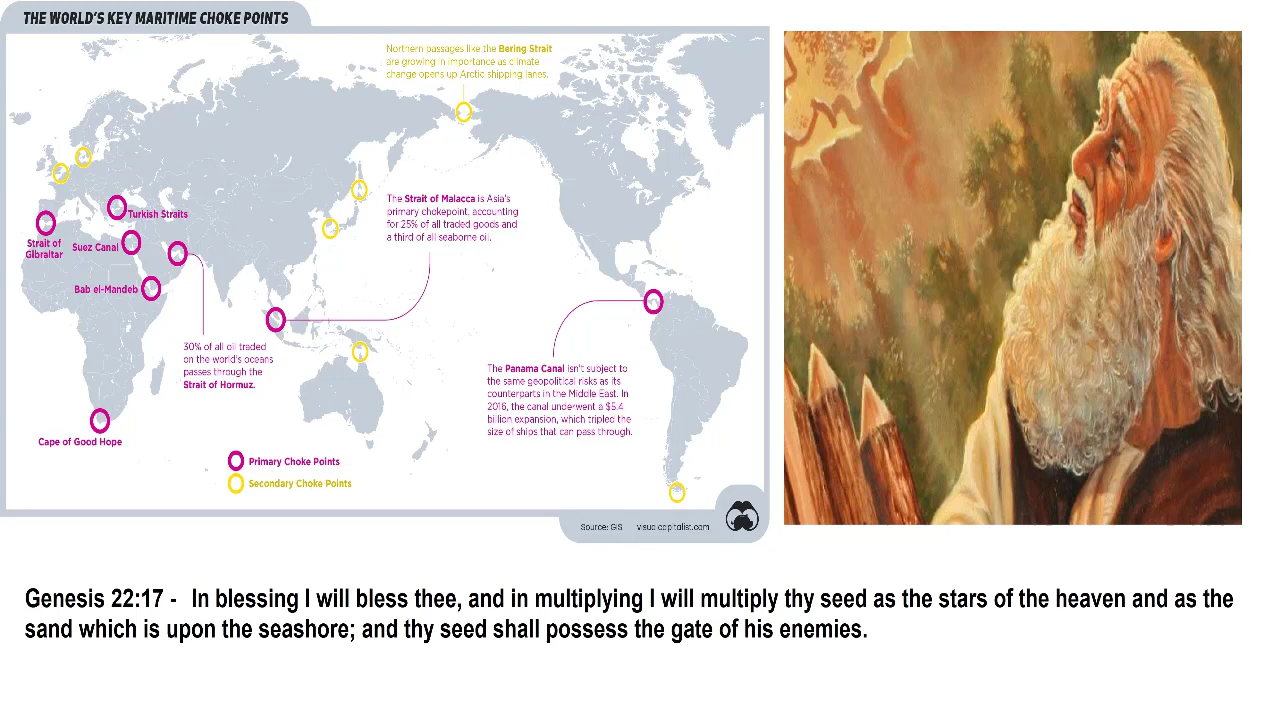 THE WORLD'S KEY MARITIME CHOKE POINTS
Northern passages like the Bering Strait
are growing in importance as climate
change opens up Arctic shipping lanes.
The Strait of Malacca is Asia's
primary chokepoint, accounting
for 25% of all traded goods and
a third of all seaborne oil.
Turkish Straits
Strait of
Gibraltar
Suez Canal
Bab el-Mandeb
30% of all oil traded
on the world's oceans
passes through the
Strait of Hormuz.
The Panama Canal isn't subject to
the same geopolitical risks as its
counterparts in the Middle East. In
2016, the canal underwent a $5.4
billion expansion, which tripled the
size of ships that can pass through.
Cape of Good Hope
Primary Choke Points
Secondary Choke Points
Source: GIS visualcapitalist.com
Genesis 22:17 - In blessing I will bless thee, and in multiplying I will multiply thy seed as the stars of the heaven and as the
sand which is upon the seashore; and thy seed shall possess the gate of his enemies.